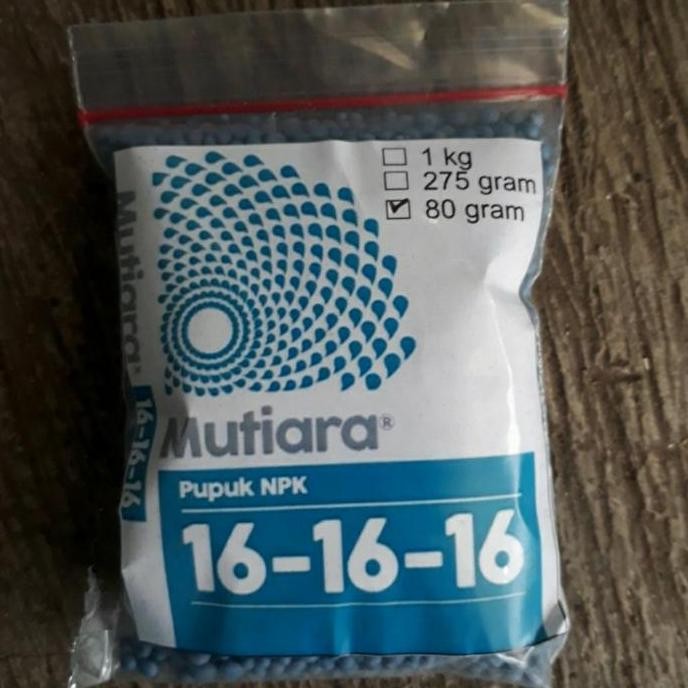 1 kg
275 gram
80 gram
Mutiara®
Pupuk NPK
16-16-16
Mutiara
16-16-16